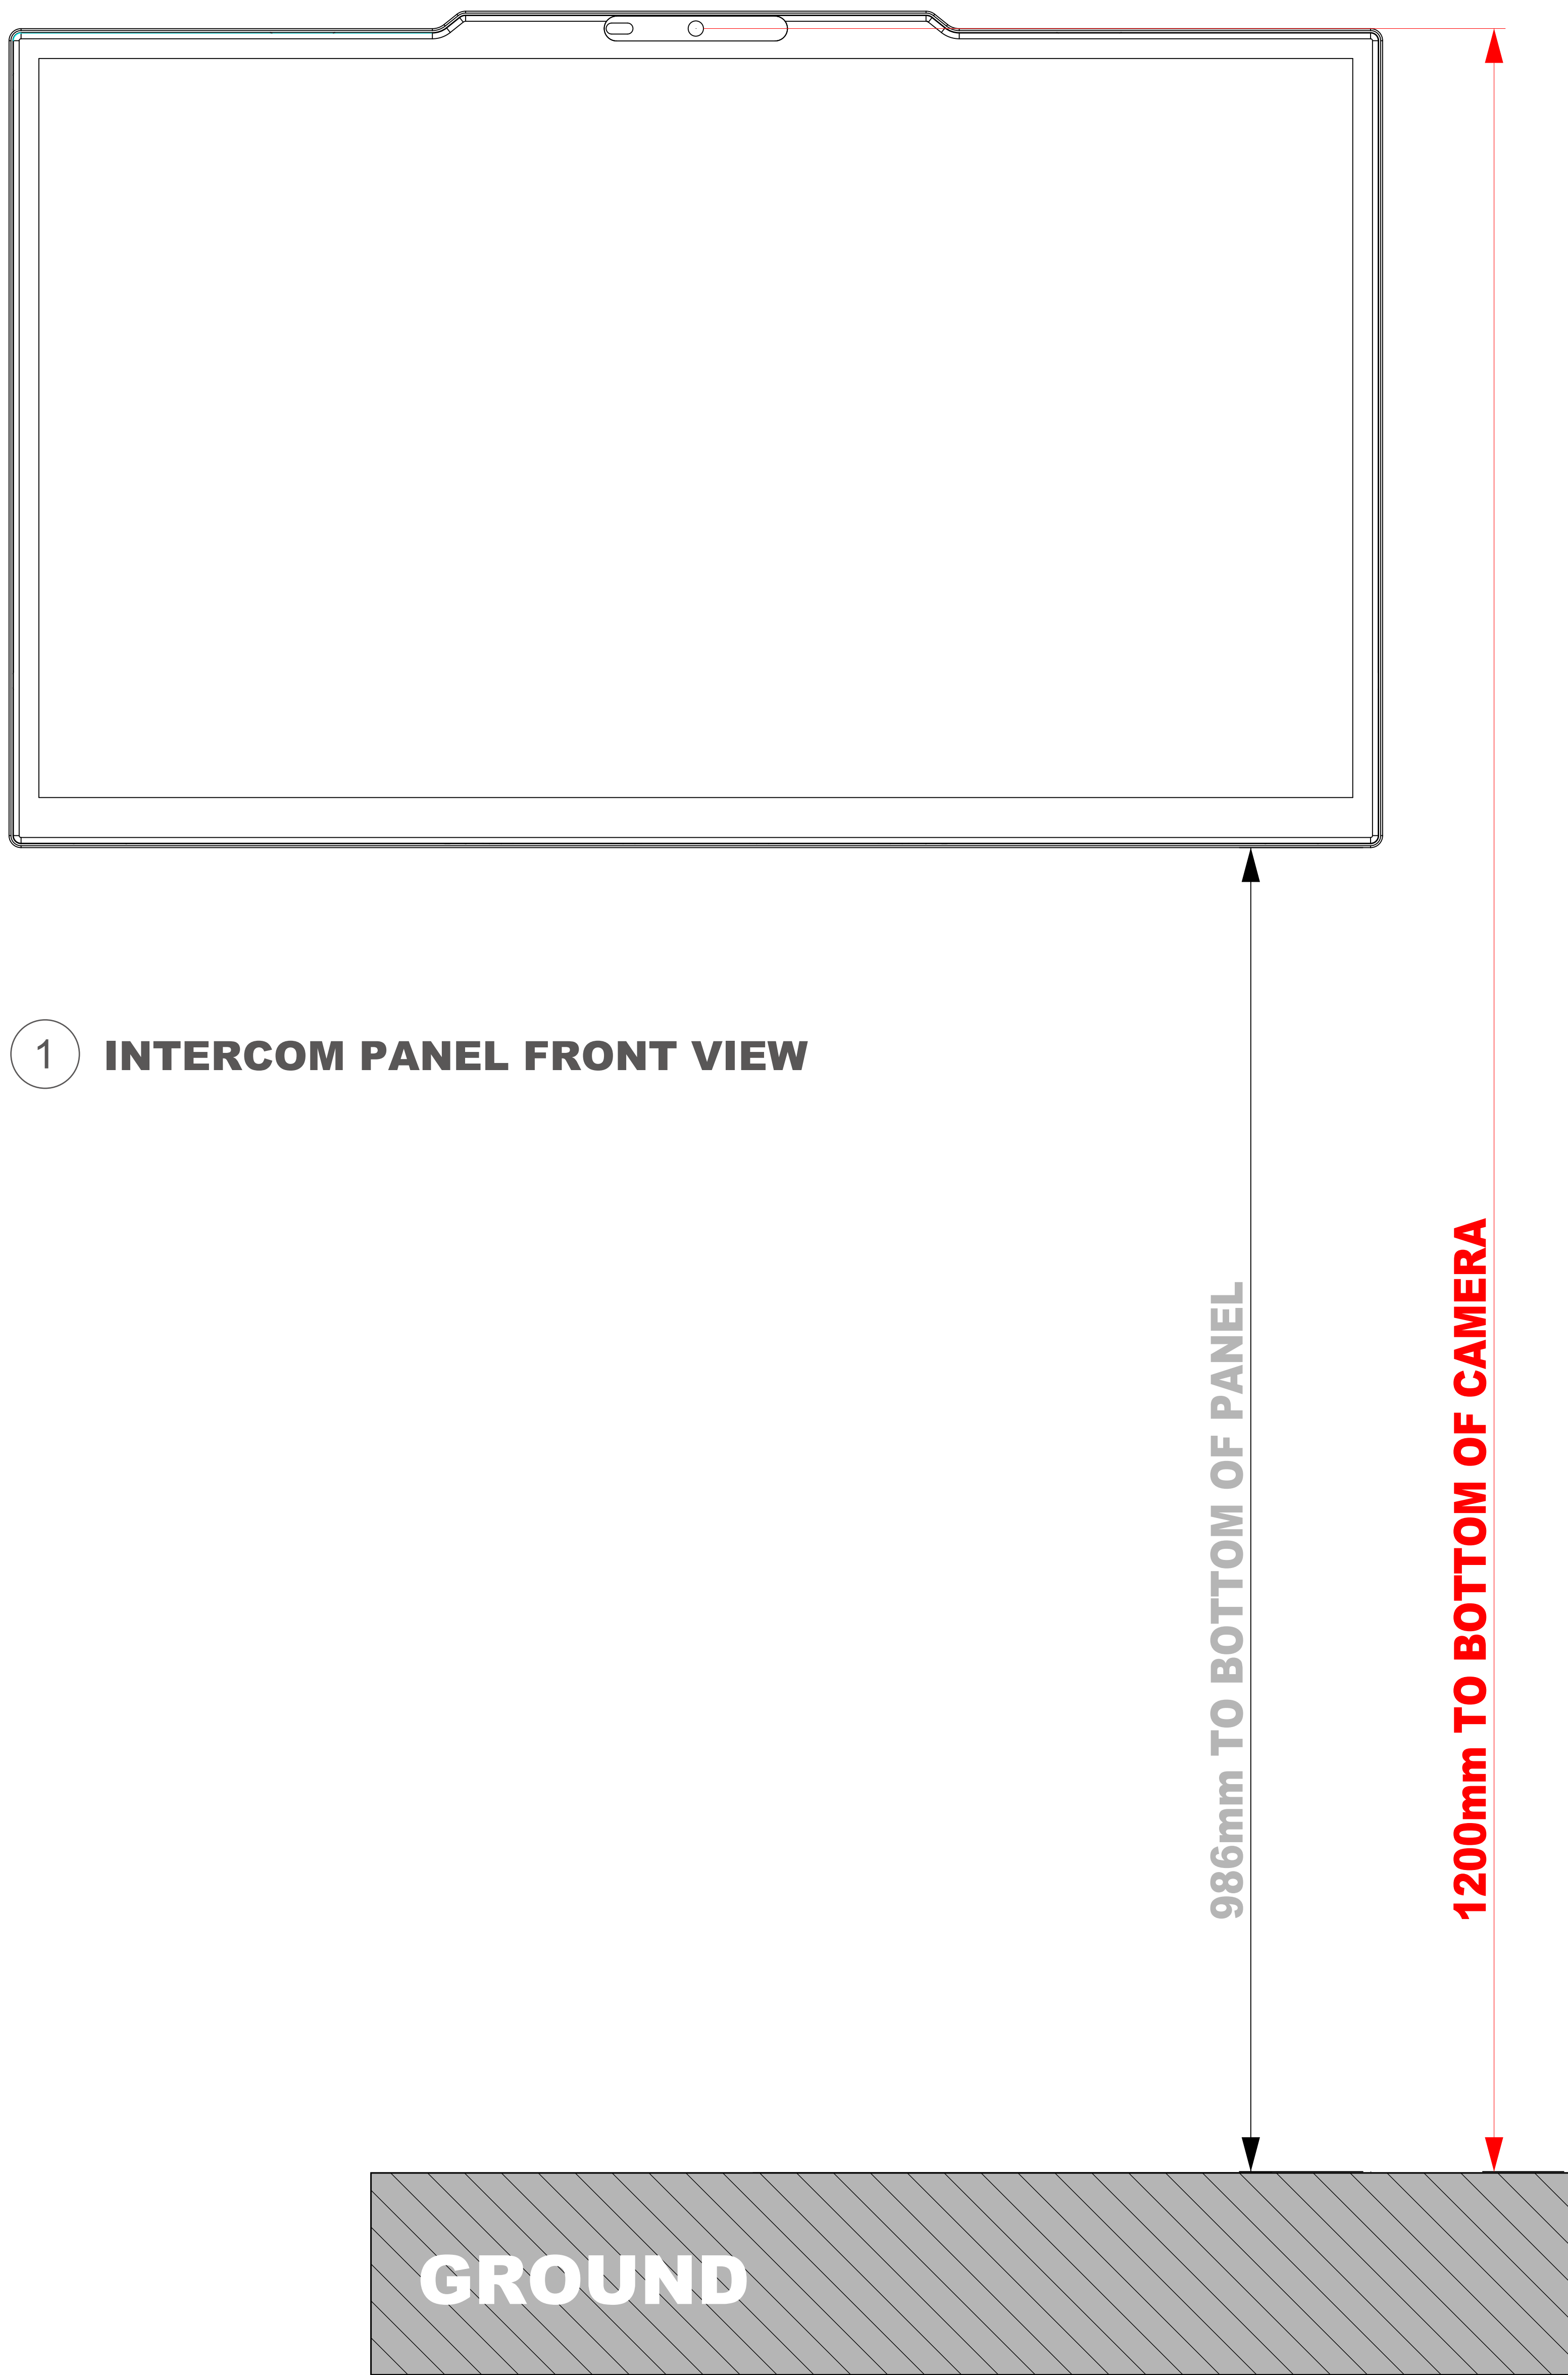 1
INTERCOM PANEL FRONT VIEW
986mm TO BOTTOM OF PANEL
1200mm TO BOTTOM OF CAMERA
GROUND